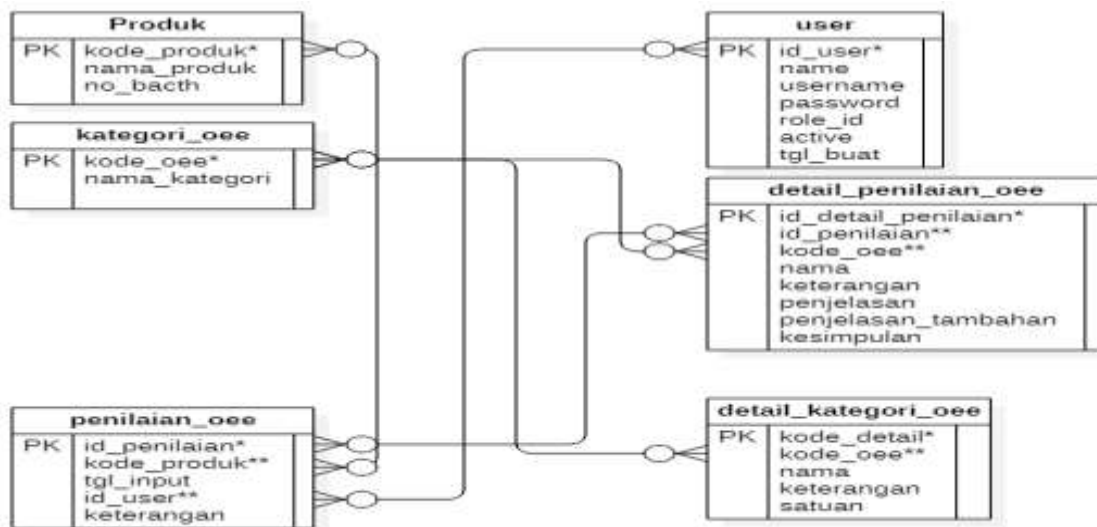 Produk
PK kode_produk*
nama_produk
no_bacth
kategori_oee
PK kode_oee*
nama_kategori
penilaian_oee
PK id_penilaian*
kode_produk**
tgl_input
id_user**
keterangan
user
PK id_user*
name
username
password
role_id
active
tgl_buat
detail_penilaian_oee
PK id_detail_penilaian*
id_penilaian**
kode_oee**
nama
keterangan
penjelasan
penjelasan_tambahan
kesimpulan
detail_kategori_oee
PK kode_detail*
kode_oee**
nama
keterangan
satuan